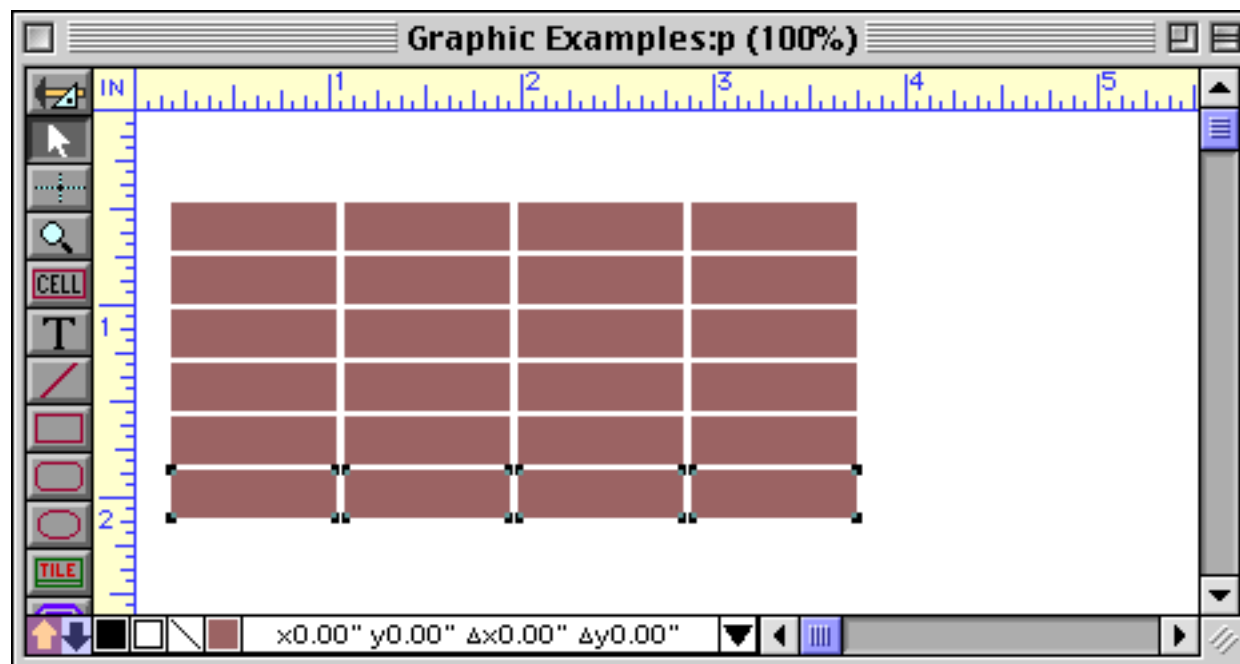 Graphic Examples:p (100%)
IN 1 2 3 4 5
CELL
T
1
2
TILE
x0.00" y0.00" Δx0.00" Δy0.00"